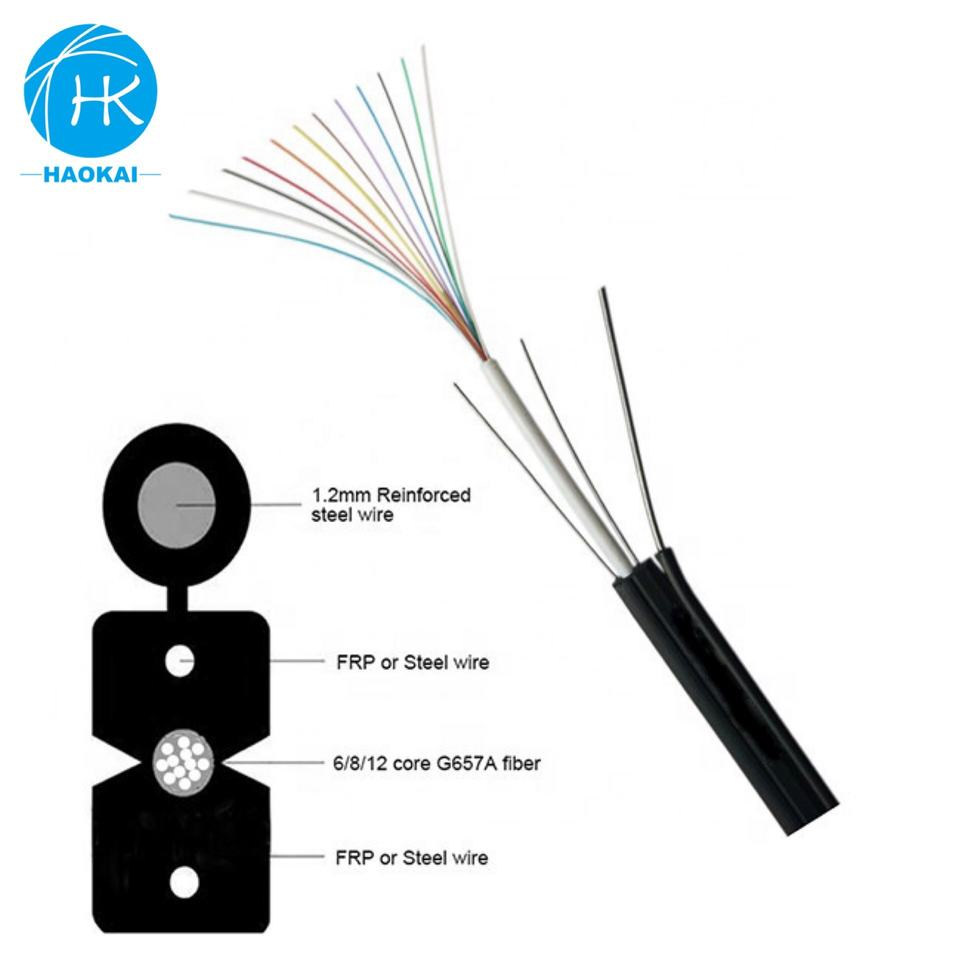 HK
HAOKAI
1.2mm Reinforced
steel wire
FRP or Steel wire
6/8/12 core G657A fiber
FRP or Steel wire